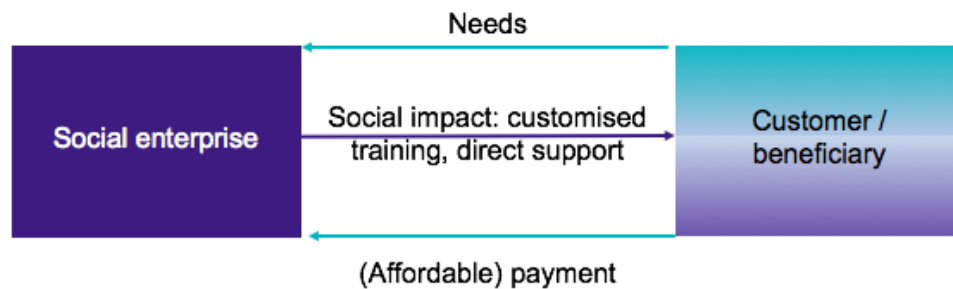 Needs
Social enterprise
Social impact: customised
training, direct support
Customer /
beneficiary
(Affordable) payment